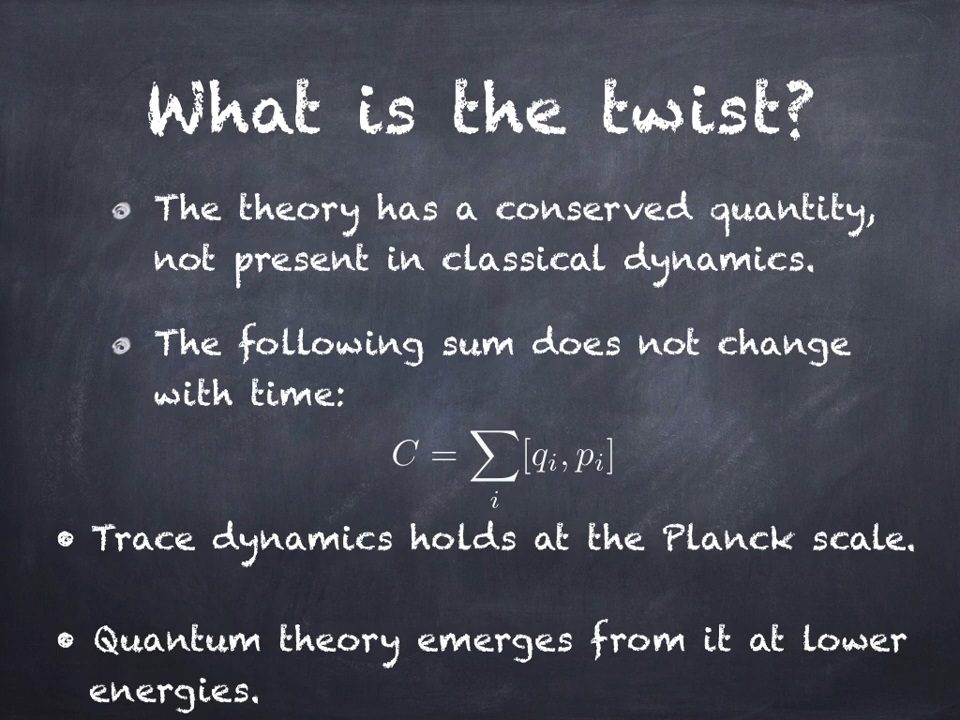 What is the twist?
The theory has a conserved quantity,
not present in classical dynamics.
The following sum does not change
with time:
C = ∑_i [q_i, p_i]
• Trace dynamics holds at the Planck scale.
• Quantum theory emerges from it at lower
energies.